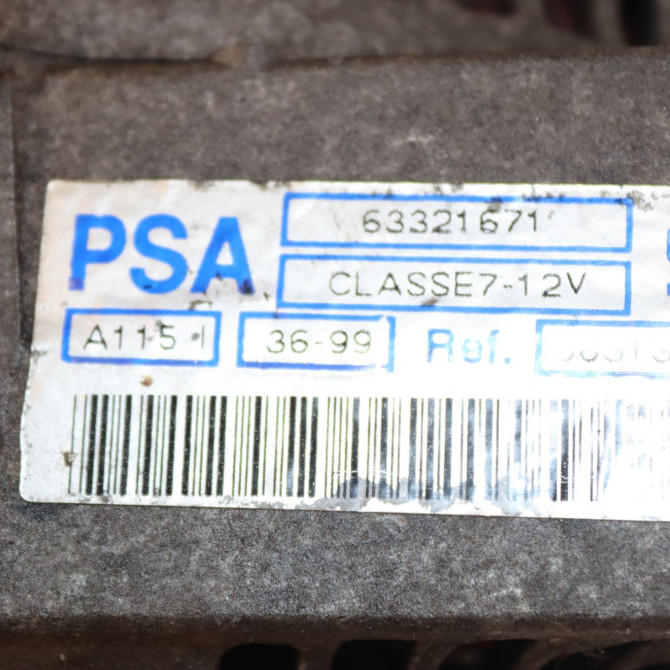 PSA
63321671
CLASSE7-12V
A115 I
36-99
Ref.